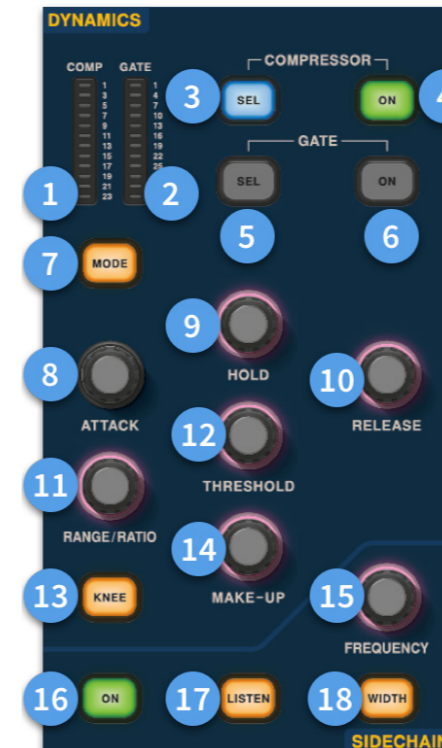 DYNAMICS
COMP GATE
COMPRESSOR
1 1
3 4
5 7
7 10
9 13
11 16
13 19
15 22
17 25
19
21
23
3 SEL ON 4
GATE
SEL ON
1 2
5 6
7 MODE
9
HOLD
8
ATTACK
10
RELEASE
12
THRESHOLD
11
RANGE/RATIO
14
MAKE-UP
13 KNEE
15
FREQUENCY
16 ON 17 LISTEN 18 WIDTH
SIDECHAIN